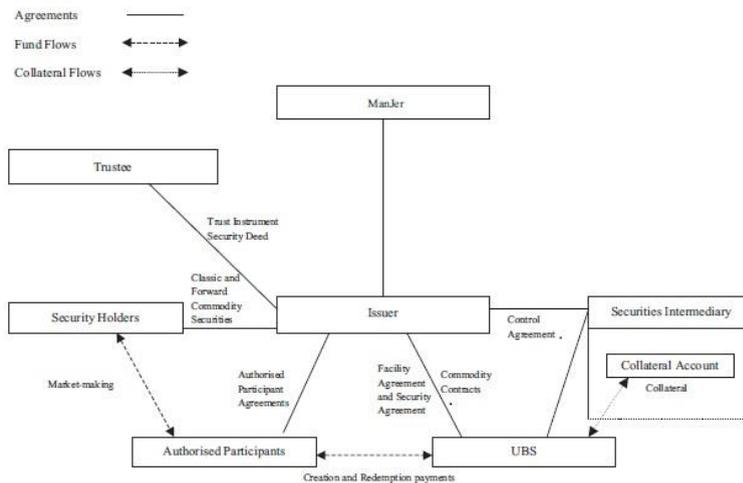 Agreements
Fund Flows
Collateral Flows
ManJer
Trustee
Trust Instrument
Security Deed
Classic and
Forward
Commodity
Securities
Security Holders
Issuer
Securities Intermediary
Control
Agreement
Collateral Account
Collateral
Market-making
Authorised
Participant
Agreements
Facility
Agreement
and Security
Agreement
Commodity
Contracts
Authorised Participants
UBS
Creation and Redemption payments